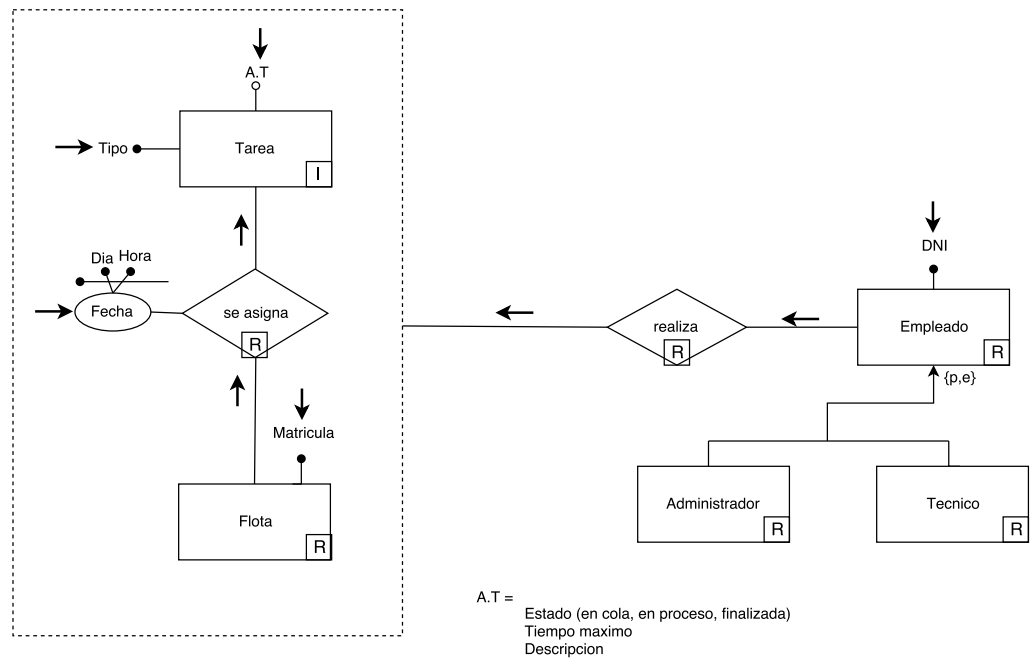 A.T
Tipo
Tarea
I
Dia
Hora
Fecha
se asigna
R
Matricula
Flota
R
realiza
R
DNI
Empleado
R
{p,e}
Administrador
R
Tecnico
R
A.T =
Estado (en cola, en proceso, finalizada)
Tiempo maximo
Descripcion